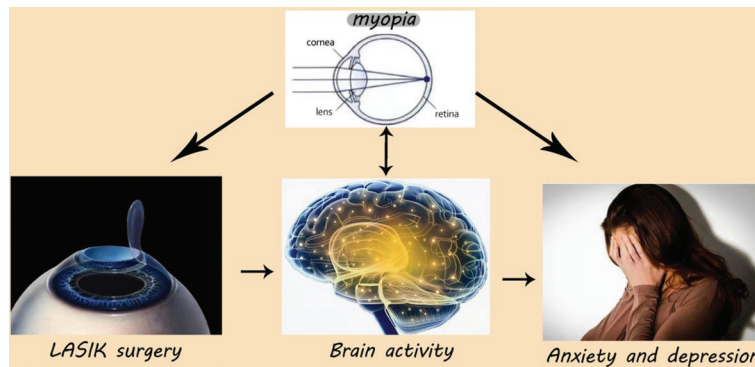 myopia
cornea
lens
retina
LASIK surgery
Brain activity
Anxiety and depression